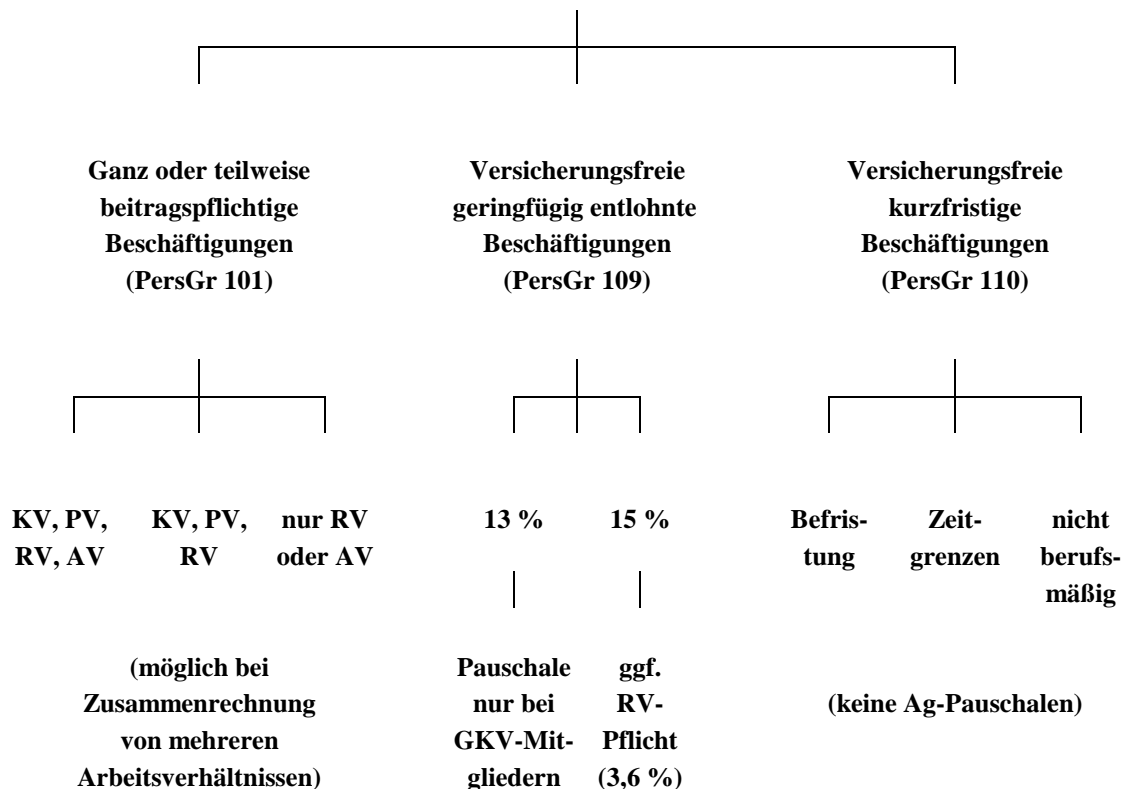 Ganz oder teilweise
beitragspflichtige
Beschäftigungen
(PersGr 101)
Versicherungsfreie
geringfügig entlohnte
Beschäftigungen
(PersGr 109)
Versicherungsfreie
kurzfristige
Beschäftigungen
(PersGr 110)
KV, PV,
RV, AV
KV, PV,
RV
nur RV
oder AV
13 %
15 %
Befris-
tung
Zeit-
grenzen
nicht
berufs-
mäßig
(möglich bei
Zusammenrechnung
von mehreren
Arbeitsverhältnissen)
Pauschale
nur bei
GKV-Mit-
gliedern
ggf.
RV-
Pflicht
(3,6 %)
(keine Ag-Pauschalen)